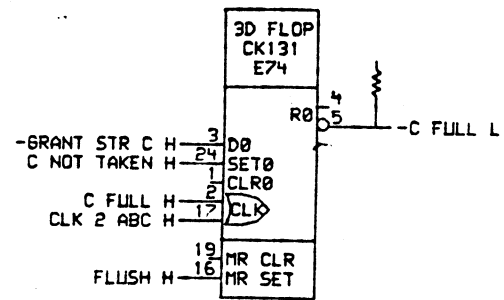 3D FLOP
CK131
E74
R0 4
5 -C FULL L
-GRANT STR C H 3 D0
C NOT TAKEN H 24 SET0
1 CLR0
C FULL H 2
CLK 2 ABC H 17 CLK
19 MR CLR
FLUSH H 16 MR SET